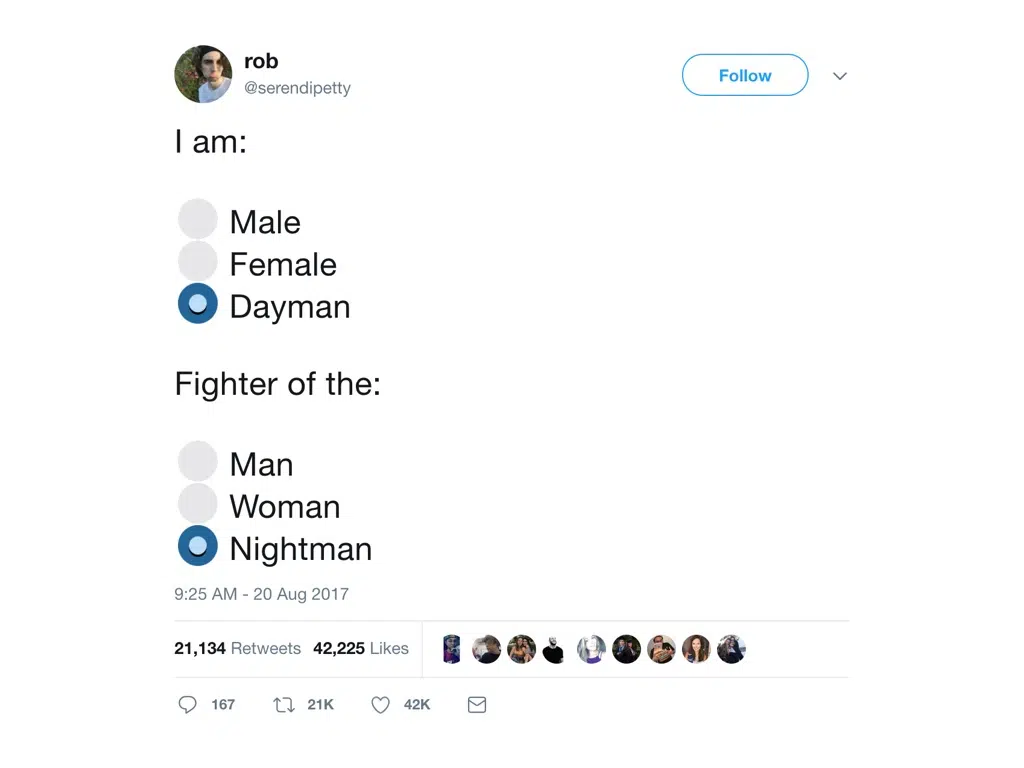 rob
@serendipetty
Follow
I am:
Male
Female
Dayman
Fighter of the:
Man
Woman
Nightman
9:25 AM - 20 Aug 2017
21,134 Retweets 42,225 Likes
167 21K 42K